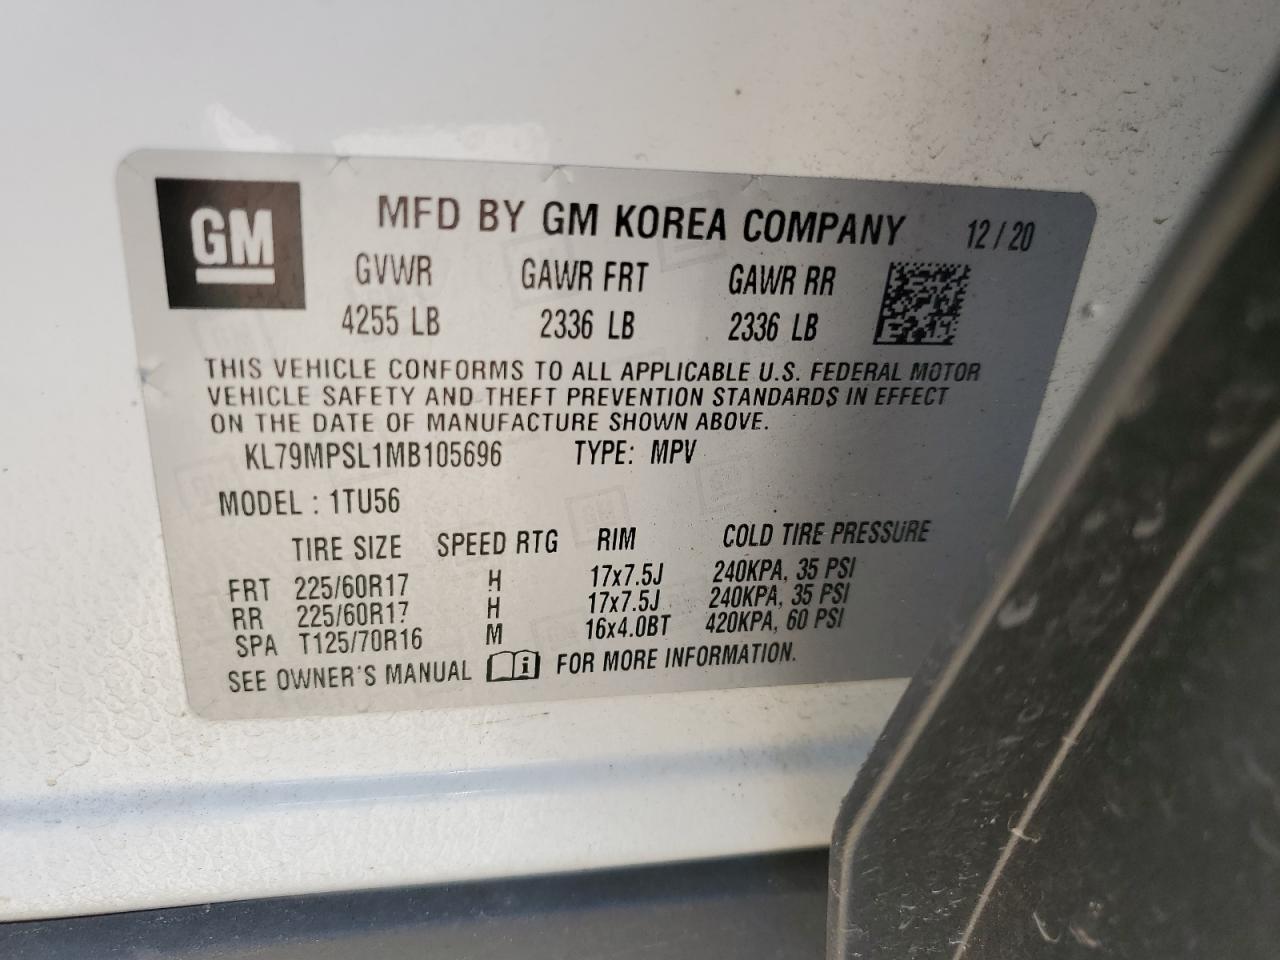 GM
MFD BY GM KOREA COMPANY 12/20
GVWR GAWR FRT GAWR RR
4255 LB 2336 LB 2336 LB
THIS VEHICLE CONFORMS TO ALL APPLICABLE U.S. FEDERAL MOTOR
VEHICLE SAFETY AND THEFT PREVENTION STANDARDS IN EFFECT
ON THE DATE OF MANUFACTURE SHOWN ABOVE.
KL79MPSL1MB105696 TYPE: MPV
MODEL : 1TU56
TIRE SIZE SPEED RTG RIM COLD TIRE PRESSURE
FRT 225/60R17 H 17x7.5J 240KPA, 35 PSI
RR 225/60R17 H 17x7.5J 240KPA, 35 PSI
SPA T125/70R16 M 16x4.0BT 420KPA, 60 PSI
SEE OWNER'S MANUAL i FOR MORE INFORMATION.